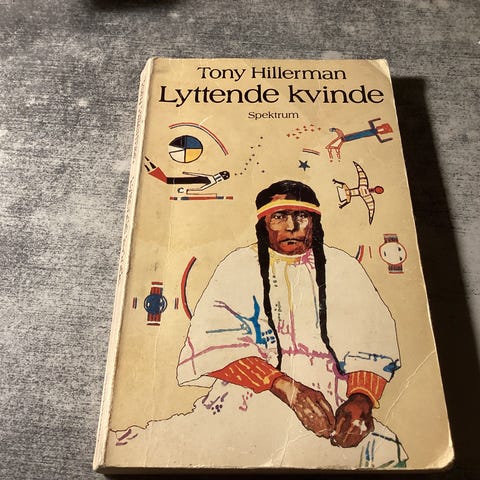 Tony Hillerman
Lyttende kvinde
Spektrum